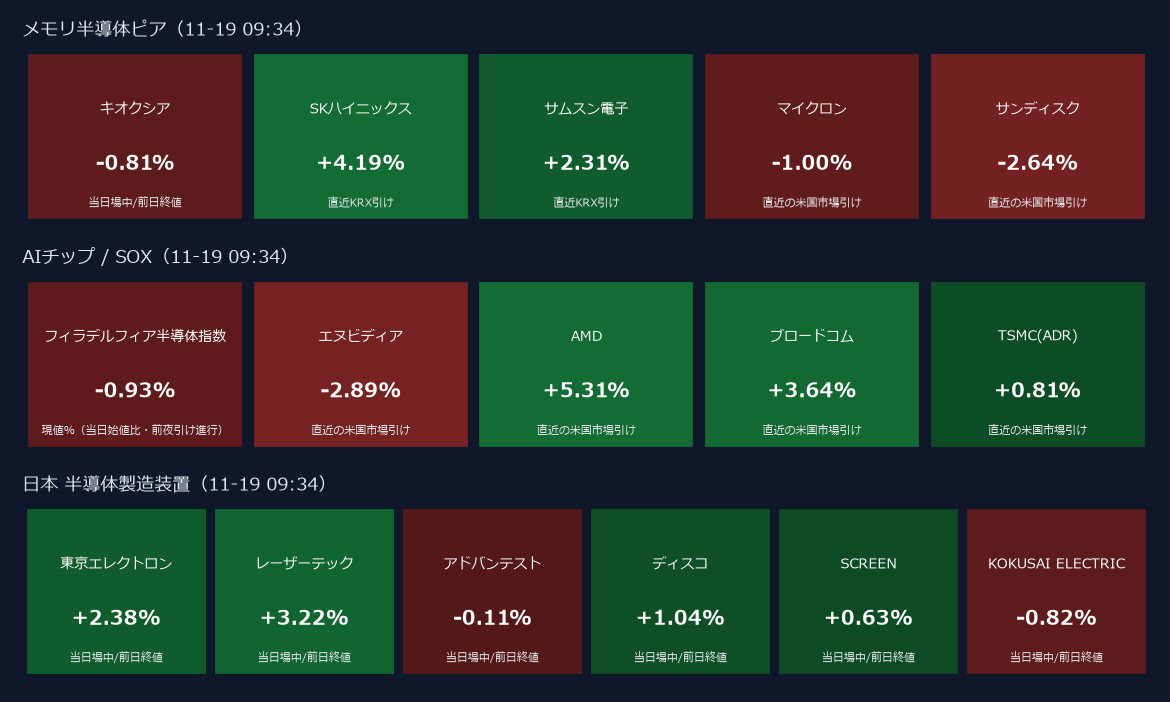 メモリ半導体ピア（11-19 09:34）
キオクシア
-0.81%
当日場中/前日終値
SKハイニックス
+4.19%
直近KRX引け
サムスン電子
+2.31%
直近KRX引け
マイクロン
-1.00%
直近の米国市場引け
サンディスク
-2.64%
直近の米国市場引け
AIチップ / SOX（11-19 09:34）
フィラデルフィア半導体指数
-0.93%
現値%（当日始値比・前夜引け進行）
エヌビディア
-2.89%
直近の米国市場引け
AMD
+5.31%
直近の米国市場引け
ブロードコム
+3.64%
直近の米国市場引け
TSMC(ADR)
+0.81%
直近の米国市場引け
日本 半導体製造装置（11-19 09:34）
東京エレクトロン
+2.38%
当日場中/前日終値
レーザーテック
+3.22%
当日場中/前日終値
アドバンテスト
-0.11%
当日場中/前日終値
ディスコ
+1.04%
当日場中/前日終値
SCREEN
+0.63%
当日場中/前日終値
KOKUSAI ELECTRIC
-0.82%
当日場中/前日終値